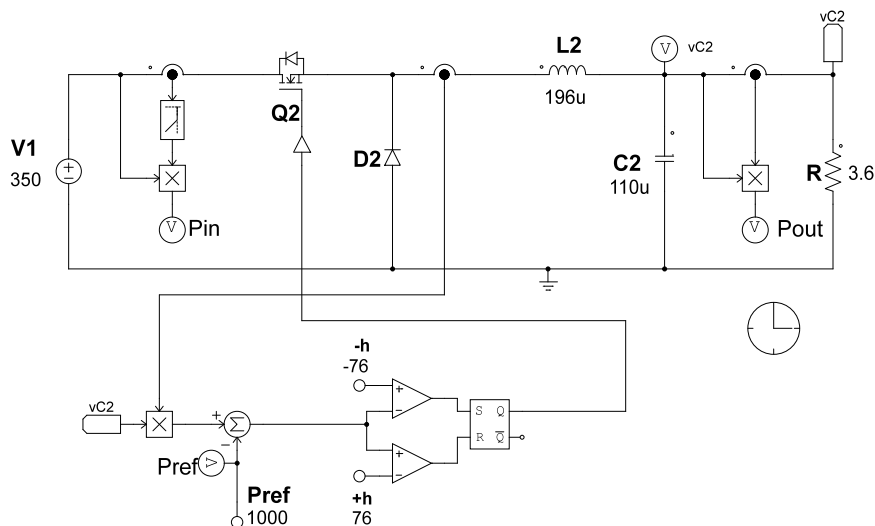 vC2
V
vC2
L2
196u
Q2
V1
350
D2
C2
110u
R
3.6
V
Pin
V
Pout
-h
-76
vC2
S Q
R Q̅
Pref
V
Pref
1000
+h
76